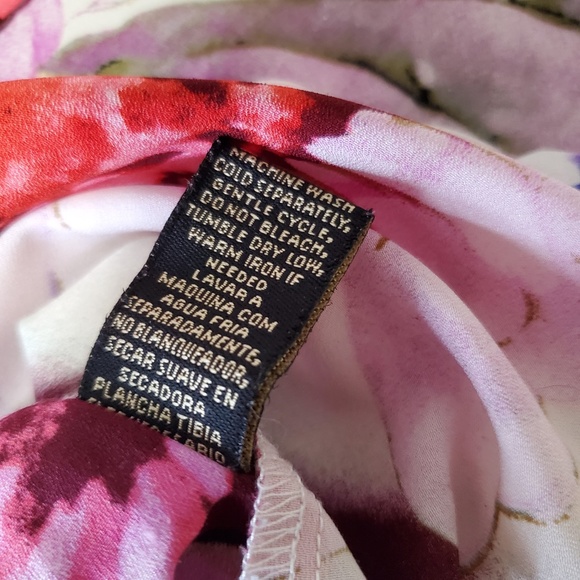 MACHINE WASH
COLD SEPARATELY,
GENTLE CYCLE,
DO NOT BLEACH,
TUMBLE DRY LOW,
WARM IRON IF
NEEDED
LAVAR A
MAQUINA COM
AGUA FRIA
SEPARADAMENTE,
NO BLANQUEADOR,
SECAR SUAVE EN
SECADORA
PLANCHA TIBIA